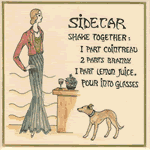 SIDECAR
SHAKE TOGETHER:
1 PART COINTREAU
2 PARTS BRANDY
1 PART LEMON JUICE.
POUR INTO GLASSES